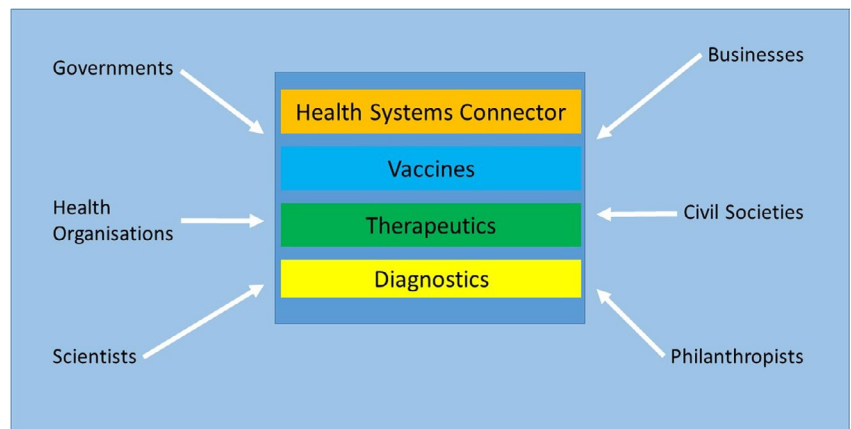 Governments
Businesses
Health Systems Connector
Vaccines
Health
Organisations
Therapeutics
Civil Societies
Diagnostics
Scientists
Philanthropists